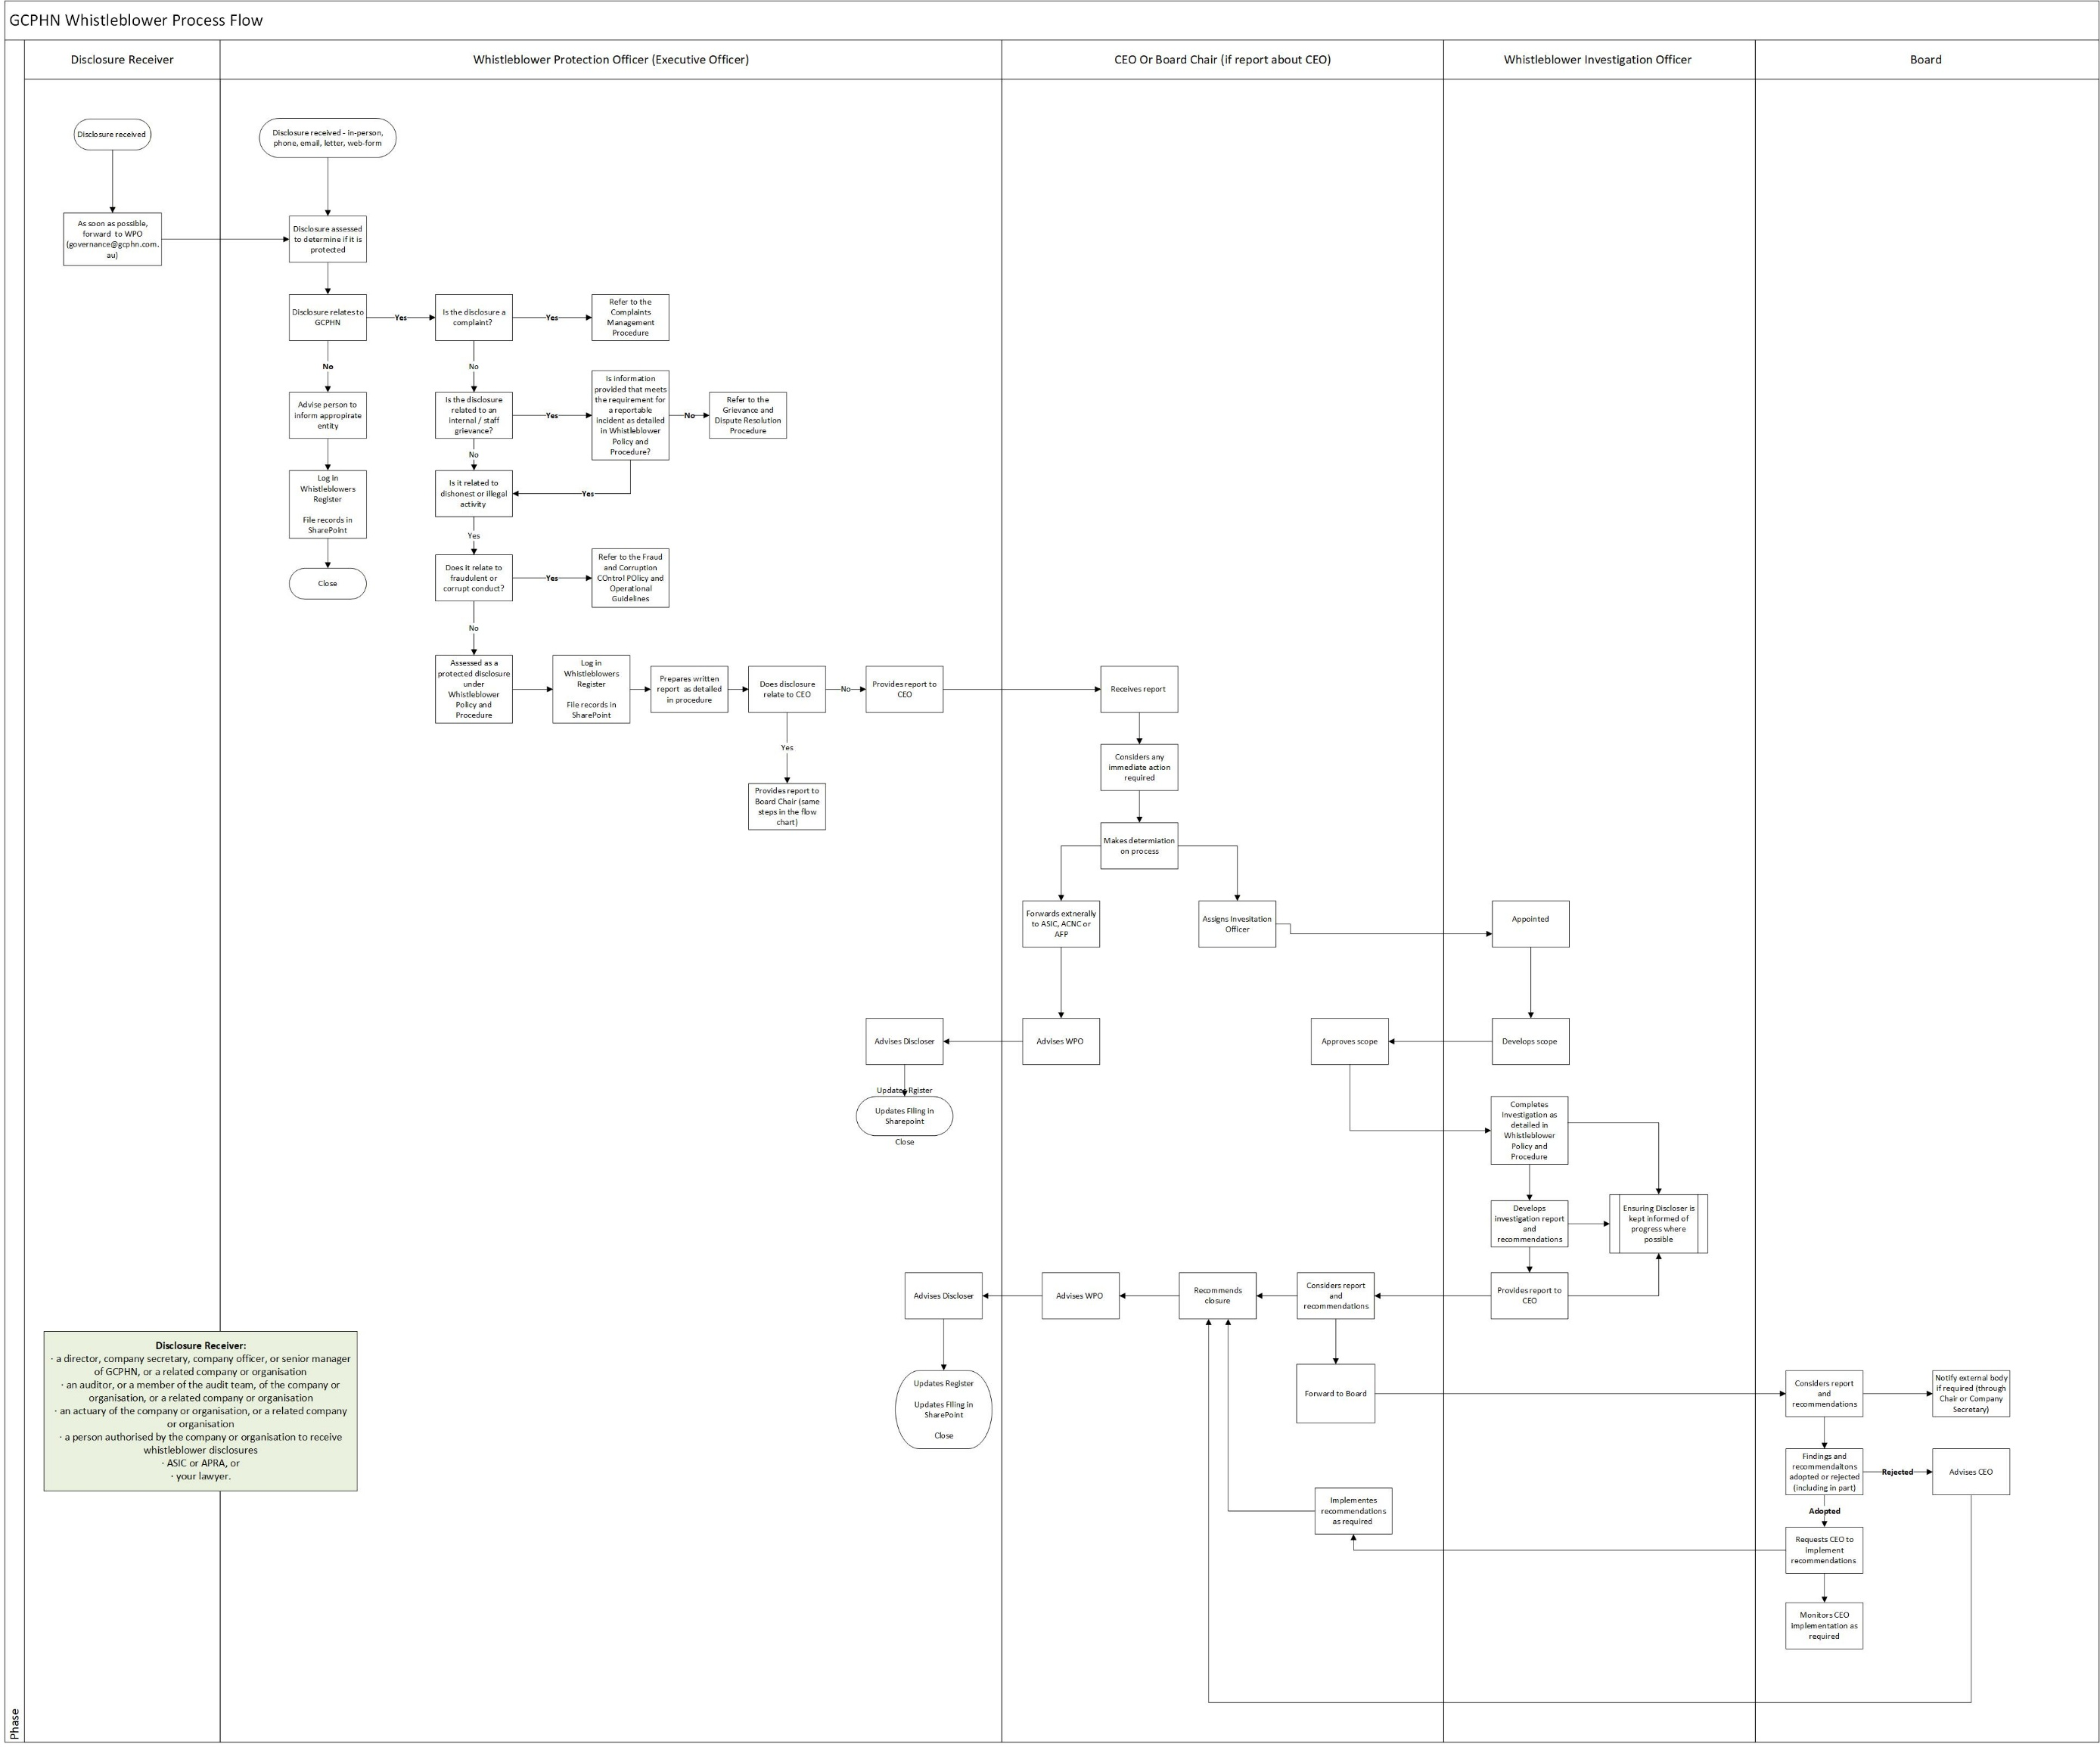 GCPHN Whistleblower Process Flow
Disclosure Receiver
Whistleblower Protection Officer (Executive Officer)
CEO Or Board Chair (if report about CEO)
Whistleblower Investigation Officer
Board
Disclosure received
Disclosure received - in-person,
phone, email, letter, web-form
As soon as possible,
forward to WPO
(governance@gcphn.com.
au)
Disclosure assessed
to determine if it is
protected
Disclosure relates to
GCPHN
Yes
Is the disclosure a
complaint?
Yes
Refer to the
Complaints
Management
Procedure
No
No
Advise person to
inform appropirate
entity
Is the disclosure
related to an
internal / staff
grievance?
Yes
Is information
provided that meets
the requirement for
a reportable
incident as detailed
in Whistleblower
Policy and
Procedure?
No
Refer to the
Grievance and
Dispute Resolution
Procedure
No
Log in
Whistleblowers
Register
File records in
SharePoint
Is it related to
dishonest or illegal
activity
Yes
Yes
Close
Does it relate to
fraudulent or
corrupt conduct?
Yes
Refer to the Fraud
and Corruption
COntrol POlicy and
Operational
Guidelines
No
Assessed as a
protected disclosure
under
Whistleblower
Policy and
Procedure
Log in
Whistleblowers
Register
File records in
SharePoint
Prepares written
report as detailed
in procedure
Does disclosure
relate to CEO
No
Provides report to
CEO
Receives report
Yes
Provides report to
Board Chair (same
steps in the flow
chart)
Considers any
immediate action
required
Makes determiation
on process
Forwards extnerally
to ASIC, ACNC or
AFP
Assigns Invesitation
Officer
Appointed
Advises Discloser
Advises WPO
Approves scope
Develops scope
Updates Rgister
Updates Filing in
Sharepoint
Close
Completes
Investigation as
detailed in
Whistleblower
Policy and
Procedure
Develops
investigation report
and
recommendations
Ensuring Discloser is
kept informed of
progress where
possible
Advises Discloser
Advises WPO
Recommends
closure
Considers report
and
recommendations
Provides report to
CEO
Updates Register
Updates Filing in
SharePoint
Close
Forward to Board
Considers report
and
recommendations
Notify external body
if required (through
Chair or Company
Secretary)
Findings and
recommendaitons
adopted or rejected
(including in part)
Rejected
Advises CEO
Adopted
Implementes
recommendations
as required
Requests CEO to
implement
recommendations
Monitors CEO
implementation as
required
Disclosure Receiver:
· a director, company secretary, company officer, or senior manager
of GCPHN, or a related company or organisation
· an auditor, or a member of the audit team, of the company or
organisation, or a related company or organisation
· an actuary of the company or organisation, or a related company
or organisation
· a person authorised by the company or organisation to receive
whistleblower disclosures
· ASIC or APRA, or
· your lawyer.
Phase